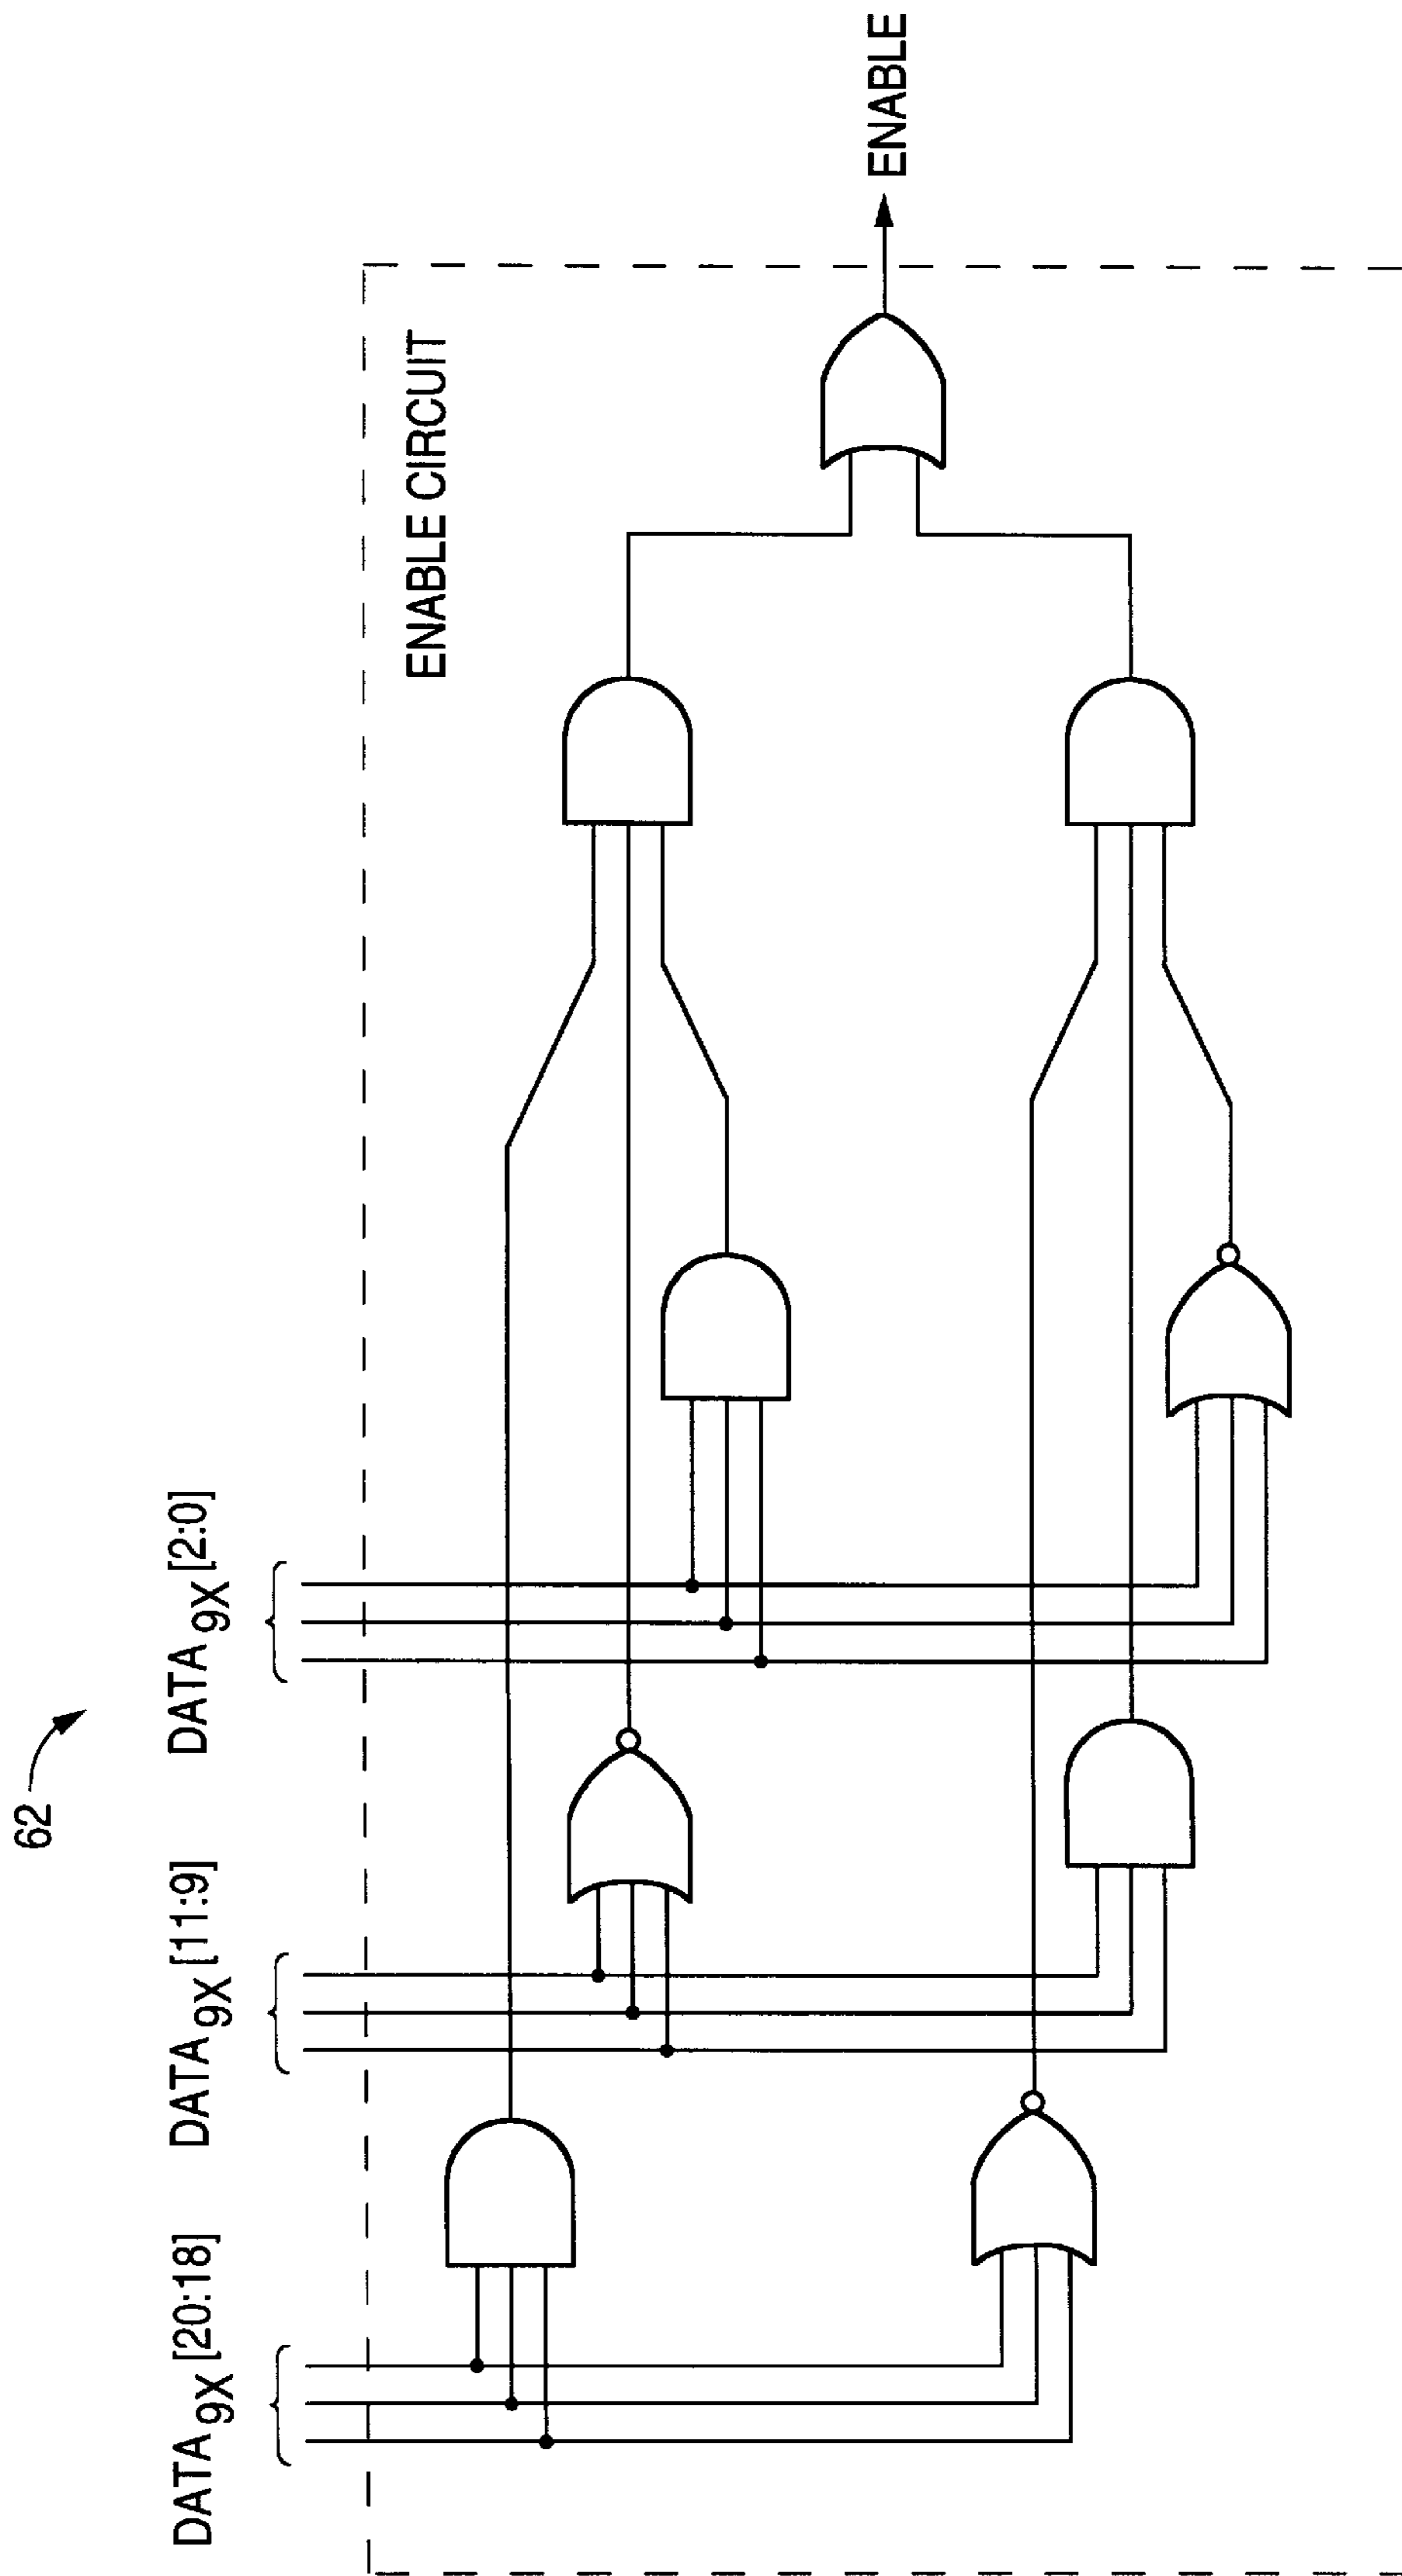 62
DATA9X[20:18] DATA9X[11:9] DATA9X[2:0]
ENABLE CIRCUIT
ENABLE